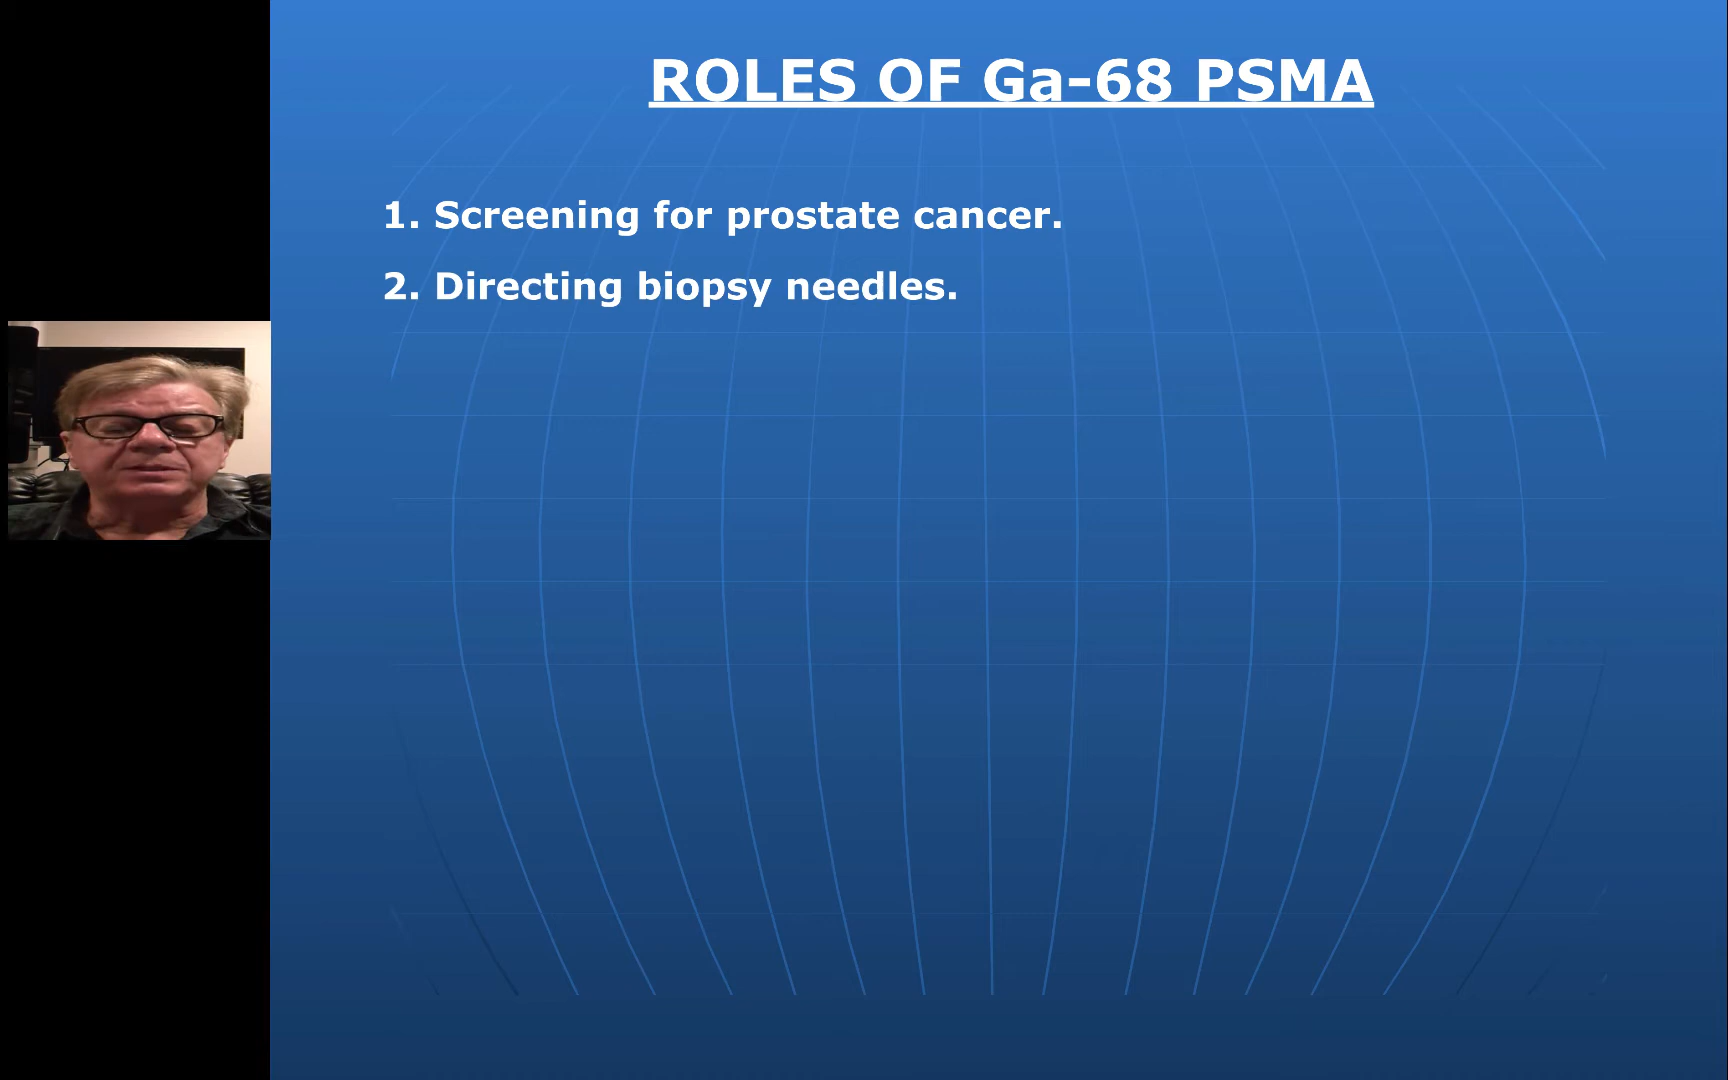 ROLES OF Ga-68 PSMA
1. Screening for prostate cancer.
2. Directing biopsy needles.